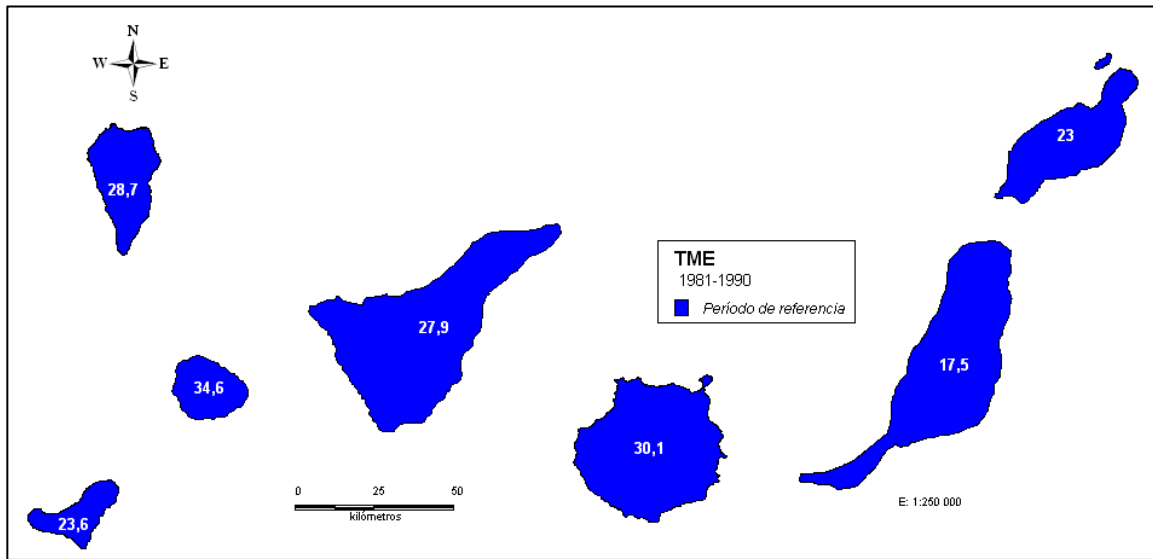 N
W E
S
23
28,7
TME
1981-1990
Período de referencia
27,9
17,5
34,6
30,1
0 25 50
kilómetros
E: 1:250 000
23,6